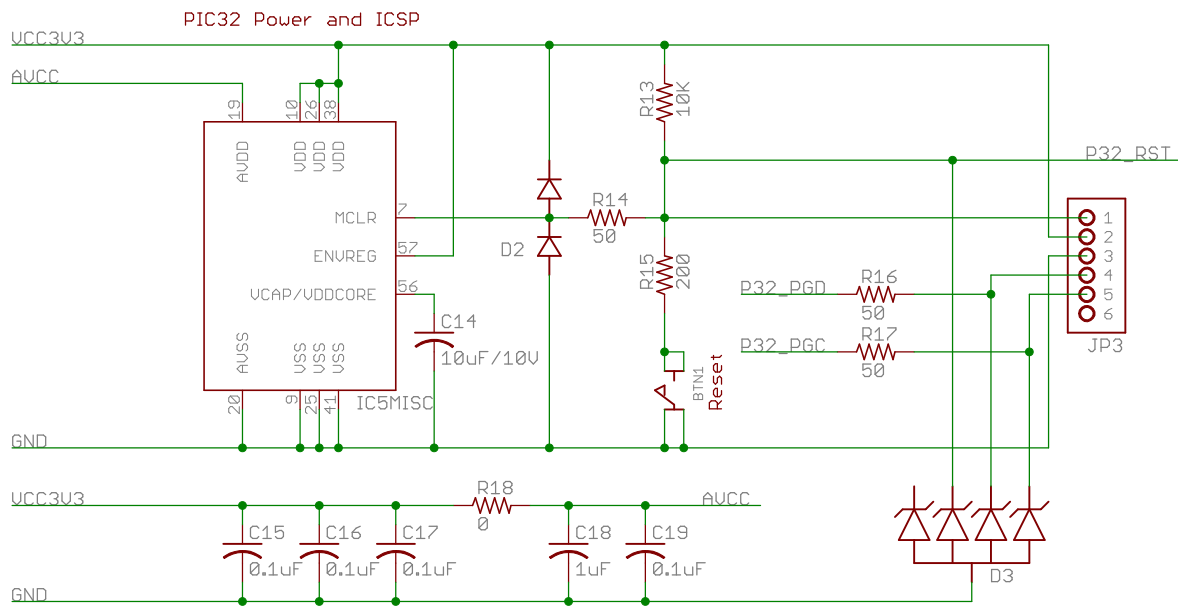 PIC32 Power and ICSP
VCC3V3
AVCC
19
10
26
38
AVDD
VDD
VDD
VDD
R13
10K
P32_RST
MCLR
7
ENVREG
57
VCAP/VDDCORE
56
D2
R14
50
R15
200
1
2
3
4
5
6
JP3
P32_PGD
R16
50
P32_PGC
R17
50
C14
10uF/10V
BTN1
Reset
AVSS
VSS
VSS
VSS
20
9
25
41
IC5MISC
GND
VCC3V3
R18
0
AVCC
C15
0.1uF
C16
0.1uF
C17
0.1uF
C18
1uF
C19
0.1uF
D3
GND